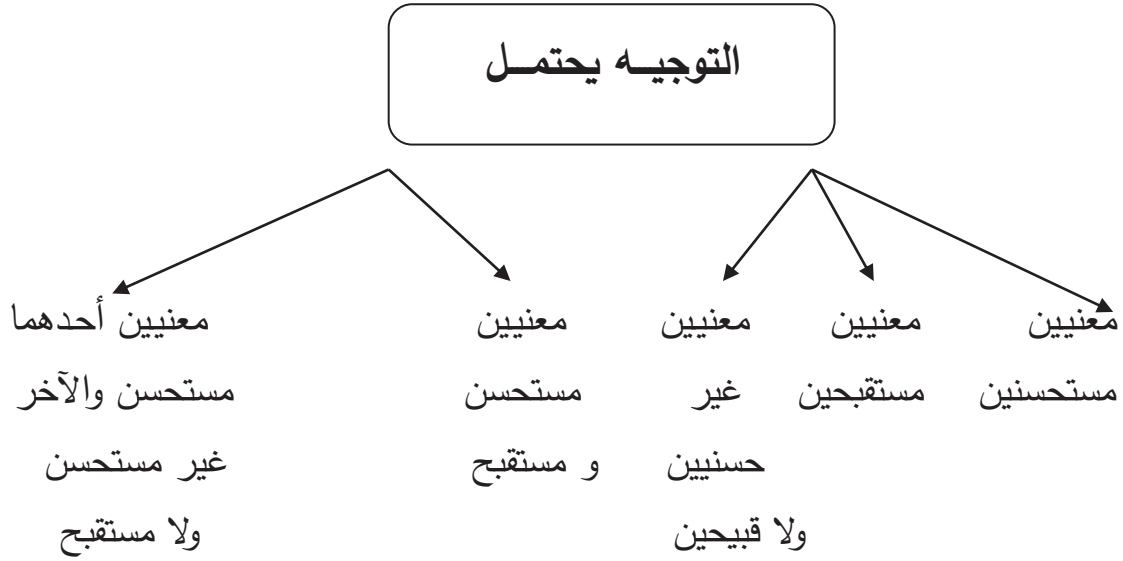 التوجيه يحتمل
معنيين
مستحسنين
معنيين
مستقبحين
معنيين
غير
حسنيين
ولا قبيحين
معنيين
مستحسن
و مستقبح
معنيين أحدهما
مستحسن والآخر
غير مستحسن
ولا مستقبح